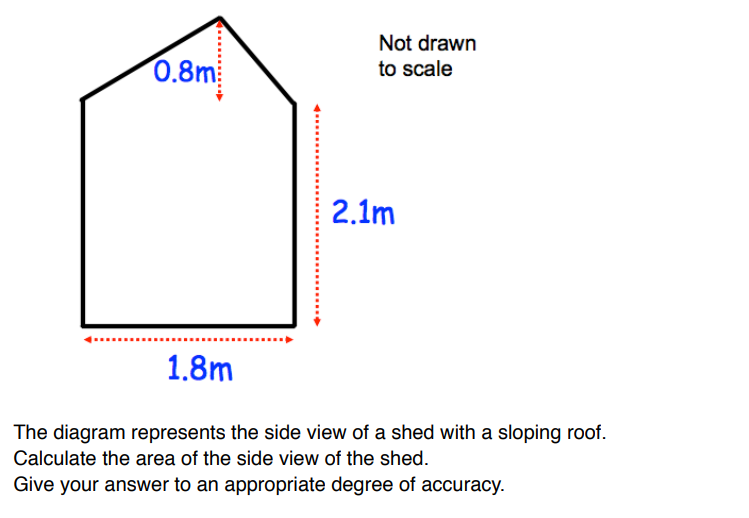 Not drawn
to scale
0.8m
2.1m
1.8m
The diagram represents the side view of a shed with a sloping roof.
Calculate the area of the side view of the shed.
Give your answer to an appropriate degree of accuracy.